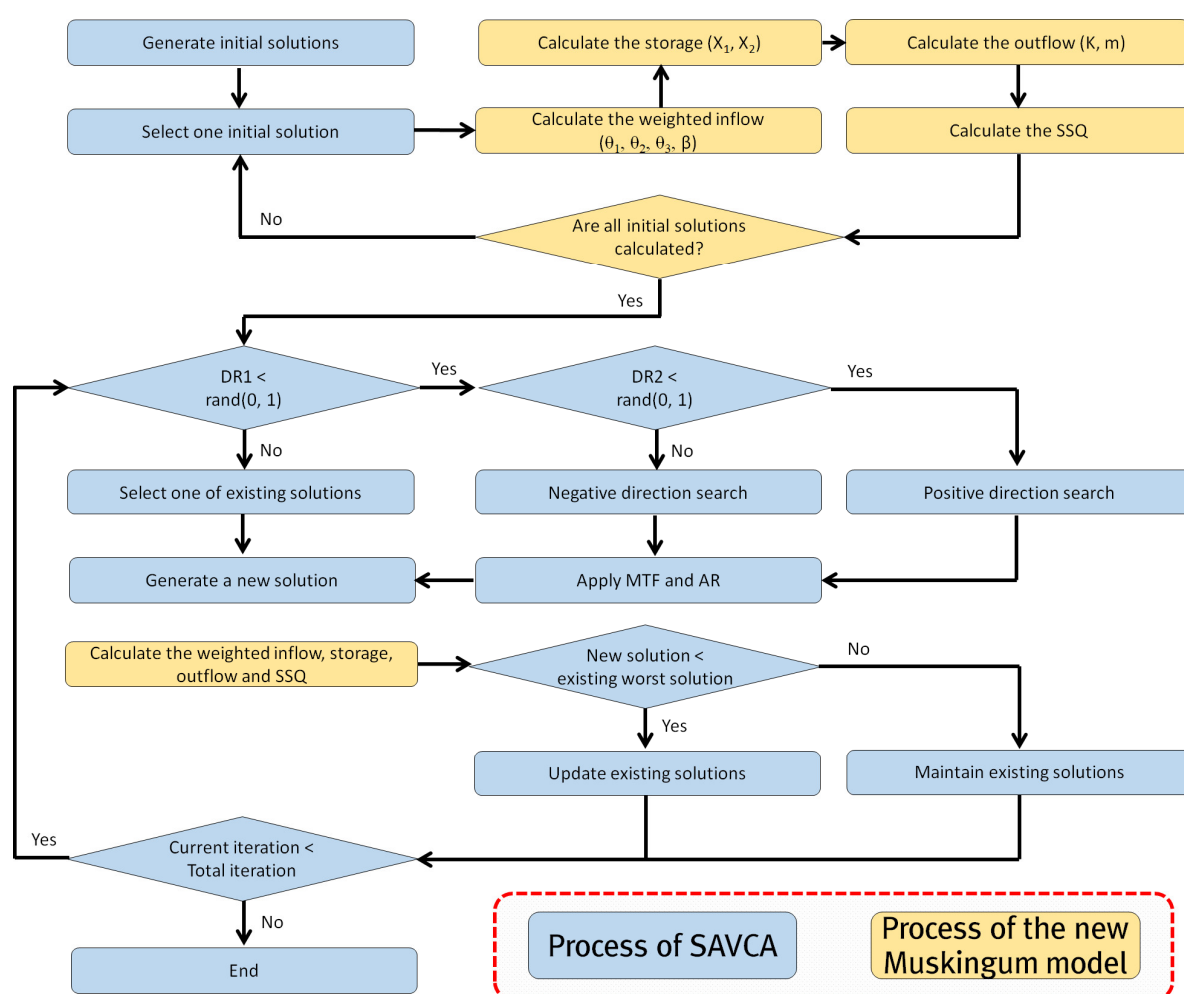 Generate initial solutions
Calculate the storage (X₁, X₂)
Calculate the outflow (K, m)
Select one initial solution
Calculate the weighted inflow
(θ₁, θ₂, θ₃, β)
Calculate the SSQ
No
Are all initial solutions
calculated?
Yes
DR1 <
rand(0, 1)
Yes
DR2 <
rand(0, 1)
Yes
No
No
Select one of existing solutions
Negative direction search
Positive direction search
Generate a new solution
Apply MTF and AR
Calculate the weighted inflow, storage,
outflow and SSQ
New solution <
existing worst solution
No
Yes
Update existing solutions
Maintain existing solutions
Yes
Current iteration <
Total iteration
No
End
Process of SAVCA
Process of the new
Muskingum model